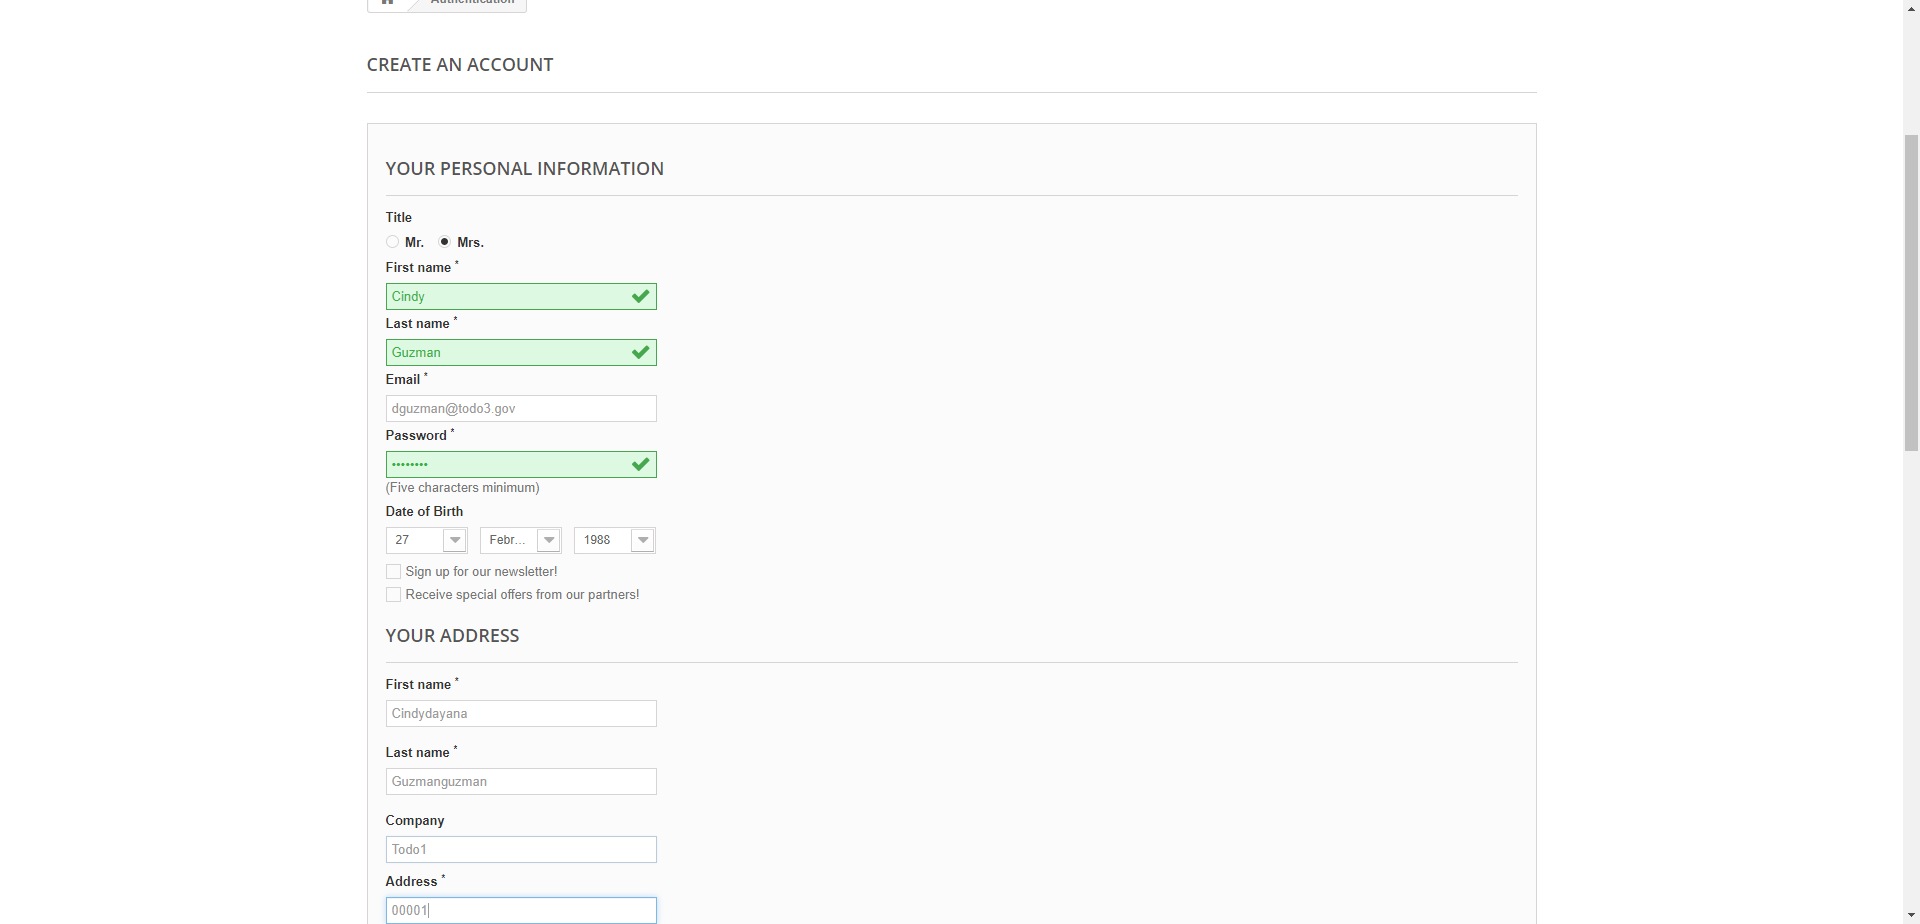 Authentication
CREATE AN ACCOUNT
YOUR PERSONAL INFORMATION
Title
Mr. Mrs.
First name *
Cindy
Last name *
Guzman
Email *
dguzman@todo3.gov
Password *
••••••••
(Five characters minimum)
Date of Birth
27 Febr... 1988
Sign up for our newsletter!
Receive special offers from our partners!
YOUR ADDRESS
First name *
Cindydayana
Last name *
Guzmanguzman
Company
Todo1
Address *
00001